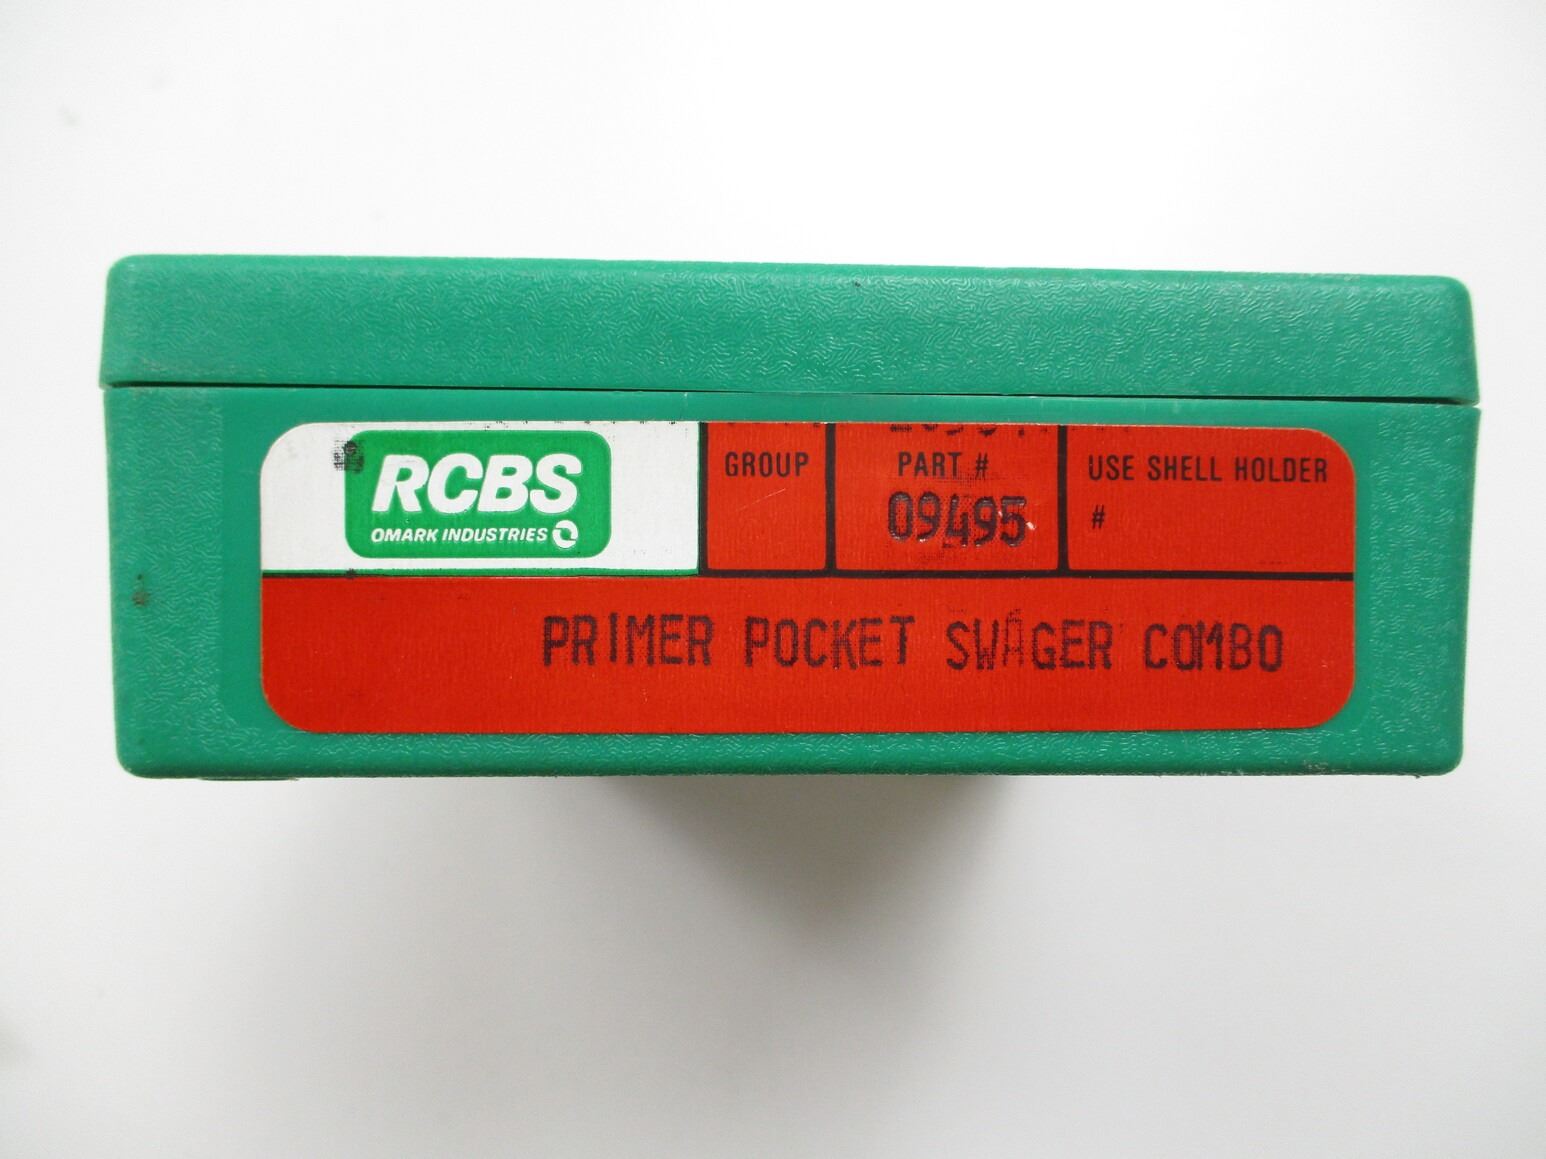 RCBS
OMARK INDUSTRIES
GROUP
PART #
09495
USE SHELL HOLDER
#
PRIMER POCKET SWAGER COMBO